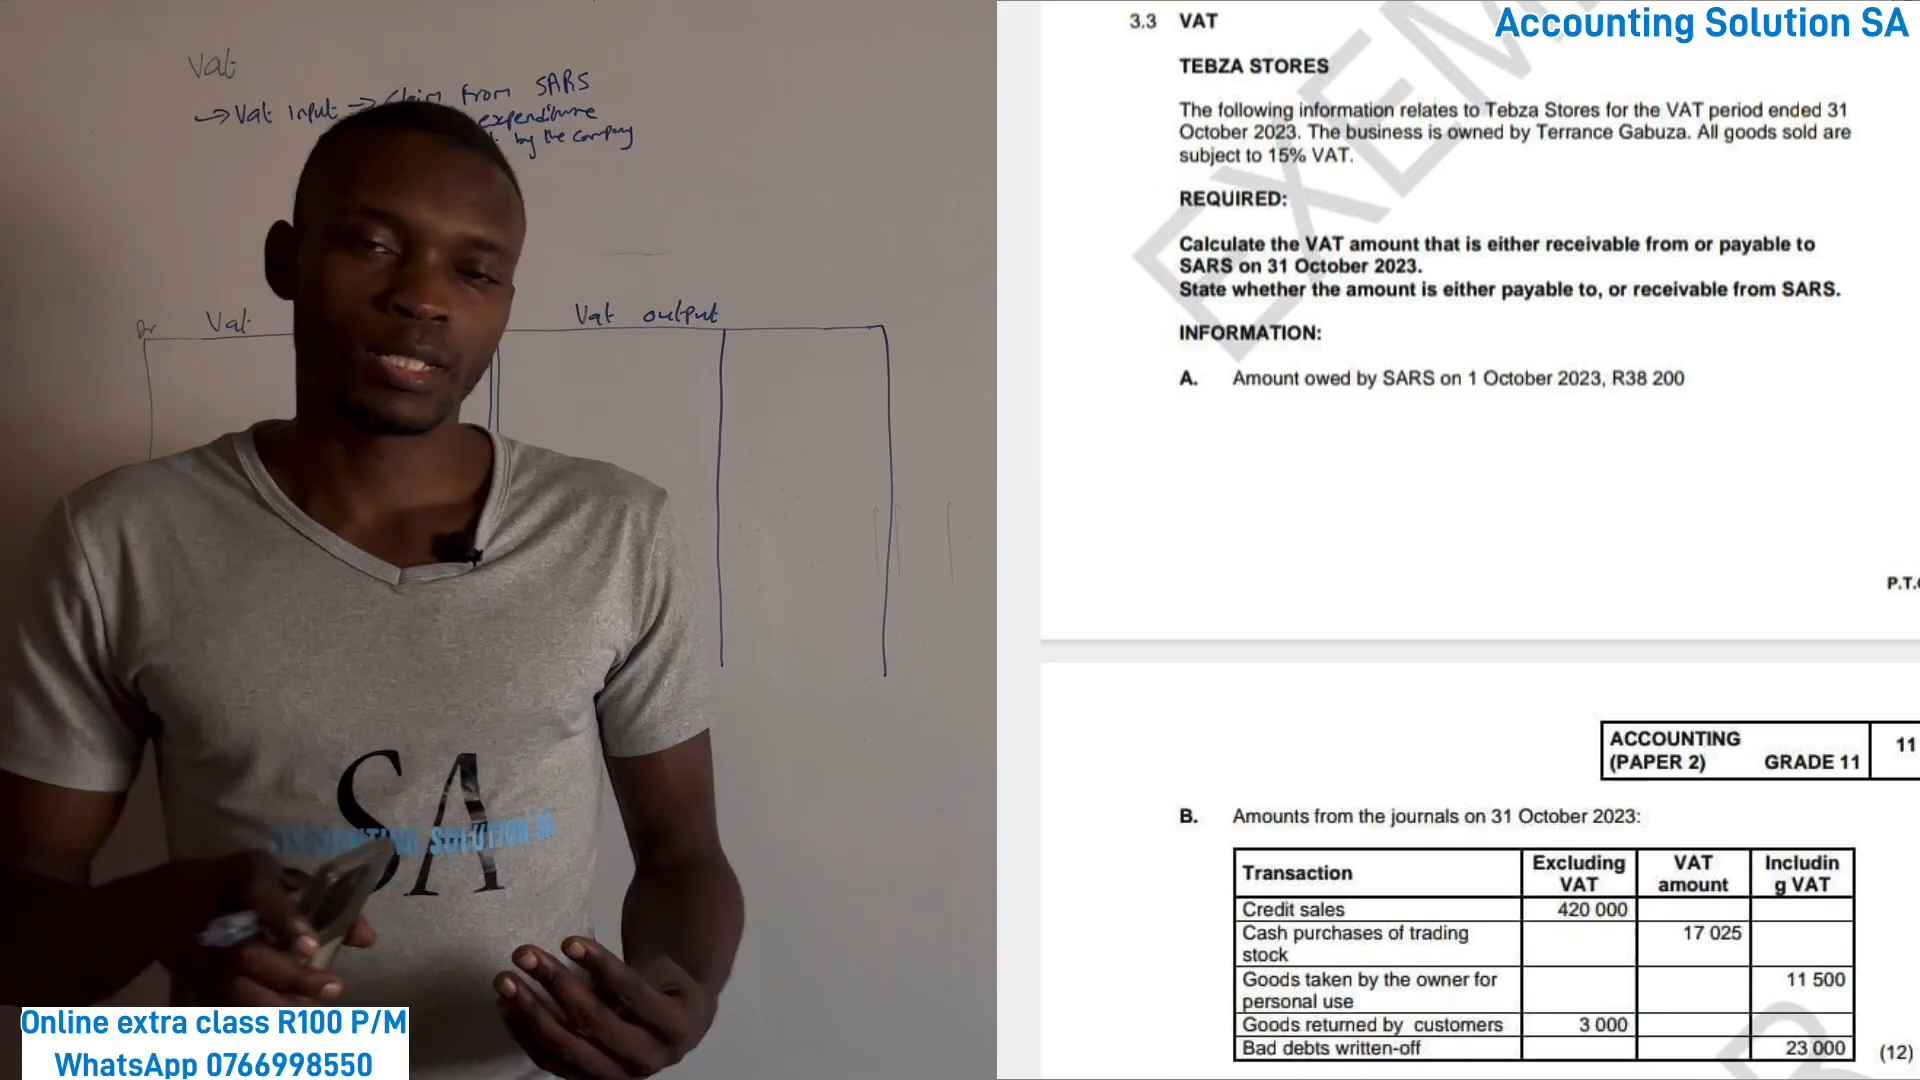 Vat
→ Vat input → claim from SARS
expenditure
by the company
Dr
Vat
Vat output
SA
SOLUTION SA
Online extra class R100 P/M
WhatsApp 0766998550
Accounting Solution SA
3.3 VAT
TEBZA STORES
The following information relates to Tebza Stores for the VAT period ended 31
October 2023. The business is owned by Terrance Gabuza. All goods sold are
subject to 15% VAT.
REQUIRED:
Calculate the VAT amount that is either receivable from or payable to
SARS on 31 October 2023.
State whether the amount is either payable to, or receivable from SARS.
INFORMATION:
A. Amount owed by SARS on 1 October 2023, R38 200
P.T.
ACCOUNTING
(PAPER 2) GRADE 11
11
B. Amounts from the journals on 31 October 2023:
Transaction Excluding VAT VAT amount Includin g VAT
Credit sales 420 000
Cash purchases of trading
stock 17 025
Goods taken by the owner for
personal use 11 500
Goods returned by customers 3 000
Bad debts written-off 23 000
(12)